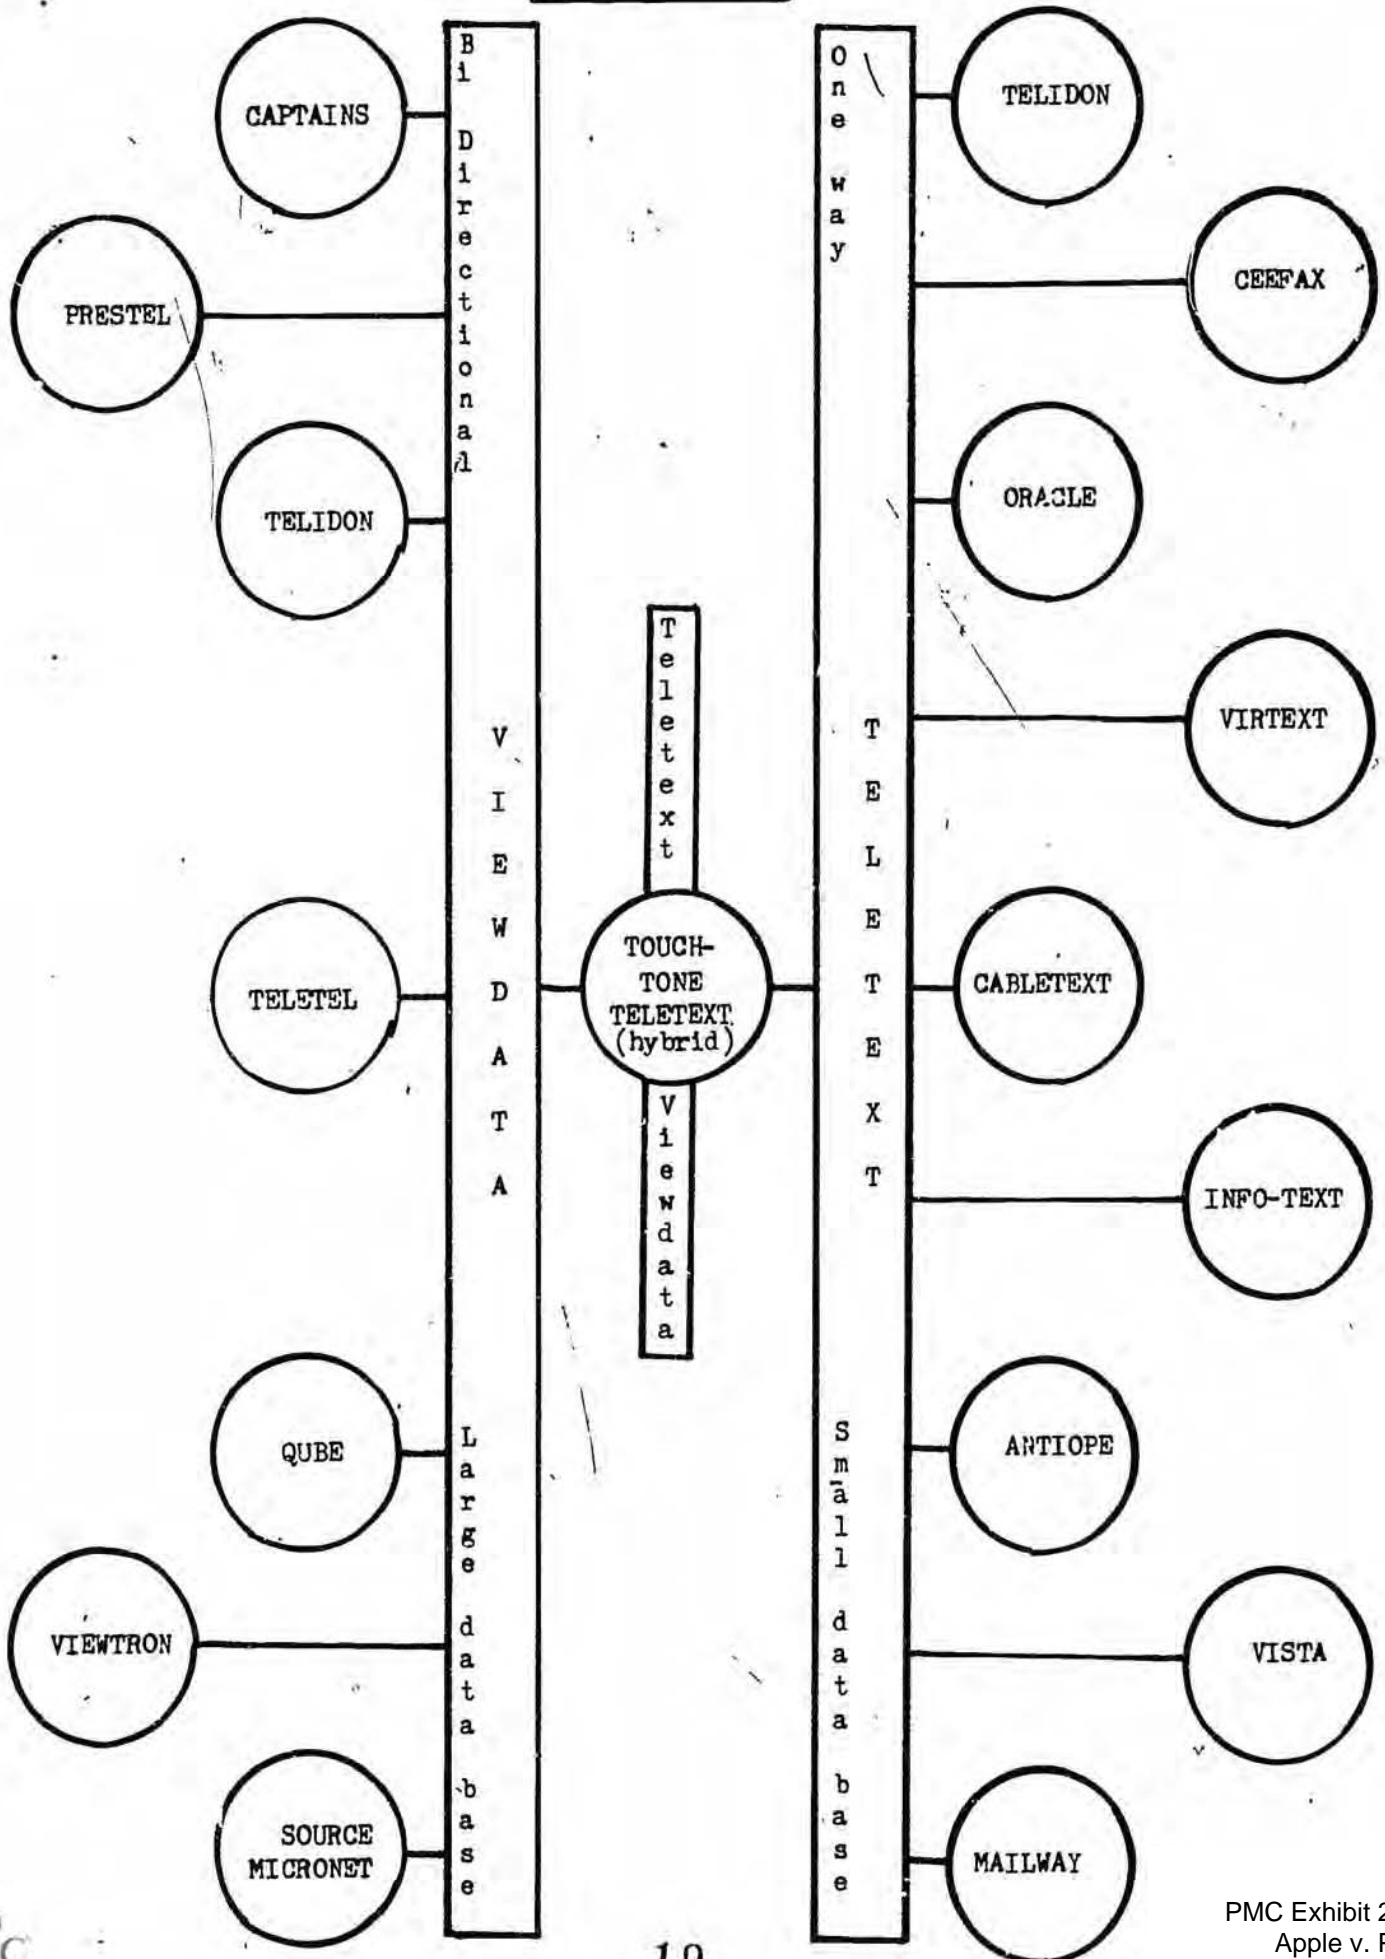 Bi Directional
VIEWDATA
Large data base
CAPTAINS
PRESTEL
TELIDON
TELETEL
QUBE
VIEWTRON
SOURCE
MICRONET
Teletext
TOUCH-
TONE
TELETEXT
(hybrid)
Viewdata
One way
TELETEXT
Small data base
TELIDON
CEEFAX
ORACLE
VIRTEXT
CABLETEXT
INFO-TEXT
ANTIOPE
VISTA
MAILWAY
19
PMC Exhibit 2
Apple v. P